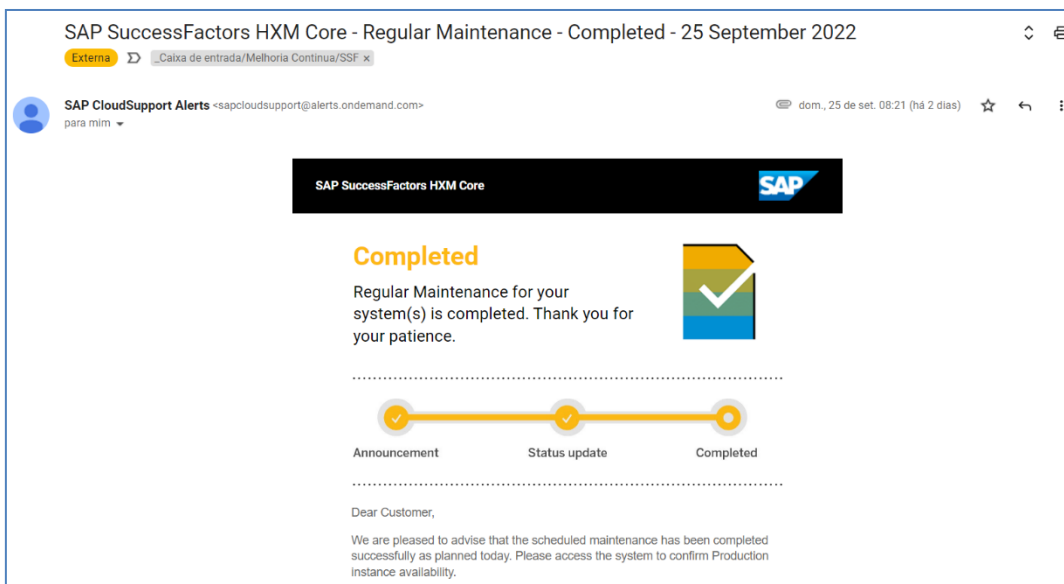 SAP SuccessFactors HXM Core - Regular Maintenance - Completed - 25 September 2022
Externa _Caixa de entrada/Melhoria Continua/SSF ×
SAP CloudSupport Alerts <sapcloudsupport@alerts.ondemand.com> dom., 25 de set. 08:21 (há 2 dias)
para mim
SAP SuccessFactors HXM Core SAP
Completed
Regular Maintenance for your
system(s) is completed. Thank you for
your patience.
Announcement Status update Completed
Dear Customer,
We are pleased to advise that the scheduled maintenance has been completed
successfully as planned today. Please access the system to confirm Production
instance availability.